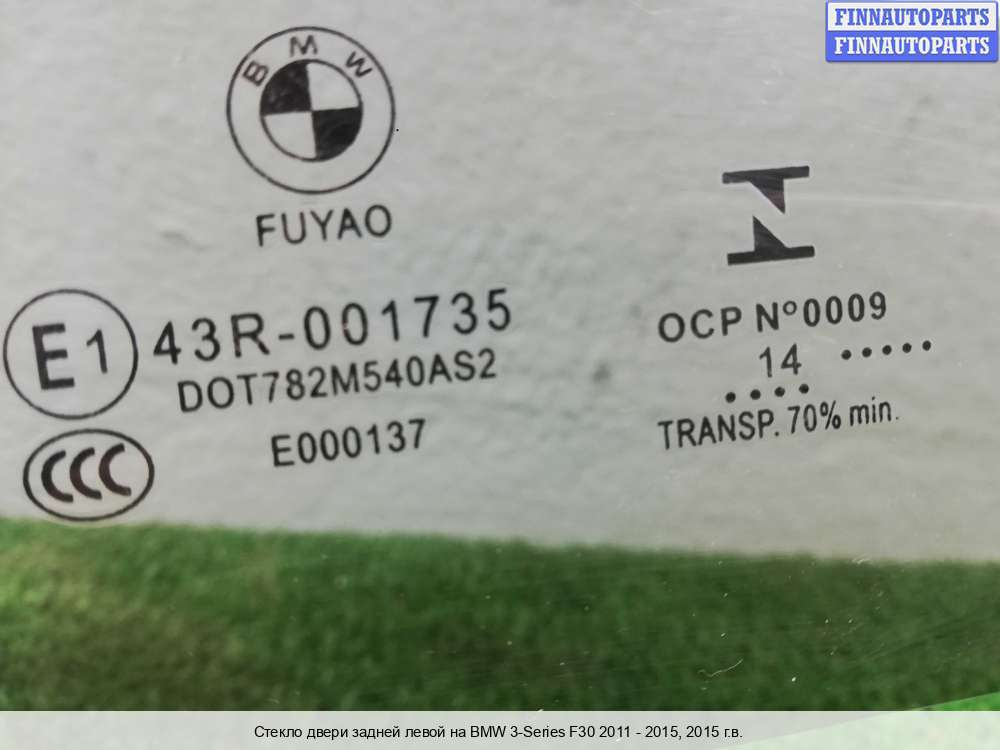 FINNAUTOPARTS
FINNAUTOPARTS
BMW
FUYAO
E1 43R-001735
DOT782M540AS2
CCC E000137
OCP Nº0009
14 .....
....
TRANSP. 70% min.
Стекло двери задней левой на BMW 3-Series F30 2011 - 2015, 2015 г.в.